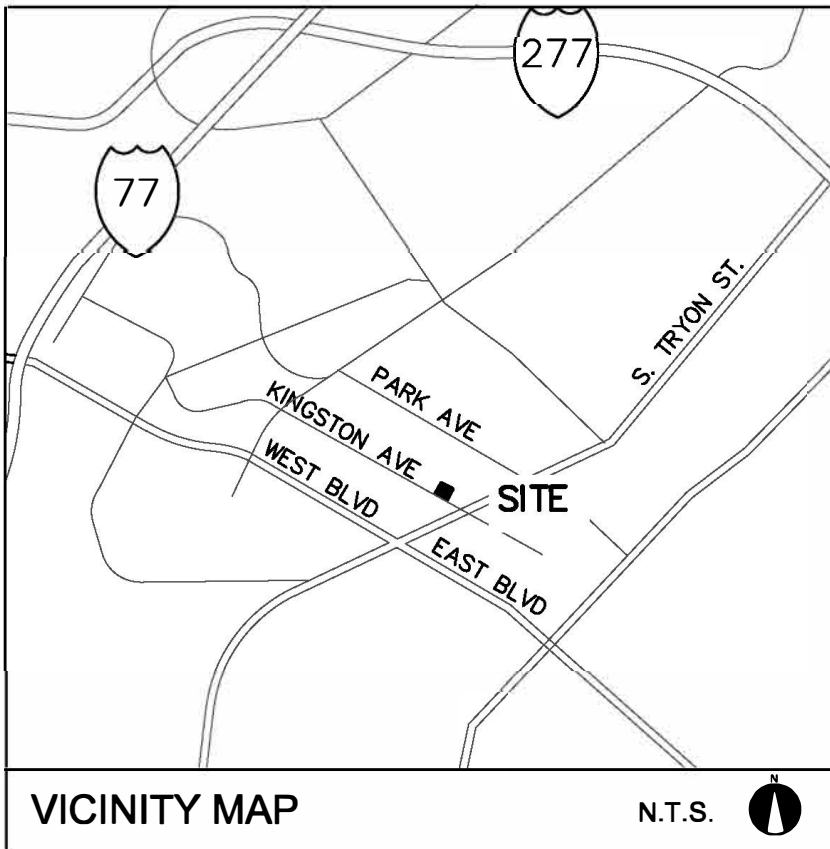 277
77
S. TRYON ST.
PARK AVE
KINGSTON AVE
WEST BLVD
SITE
EAST BLVD
VICINITY MAP
N.T.S.
N